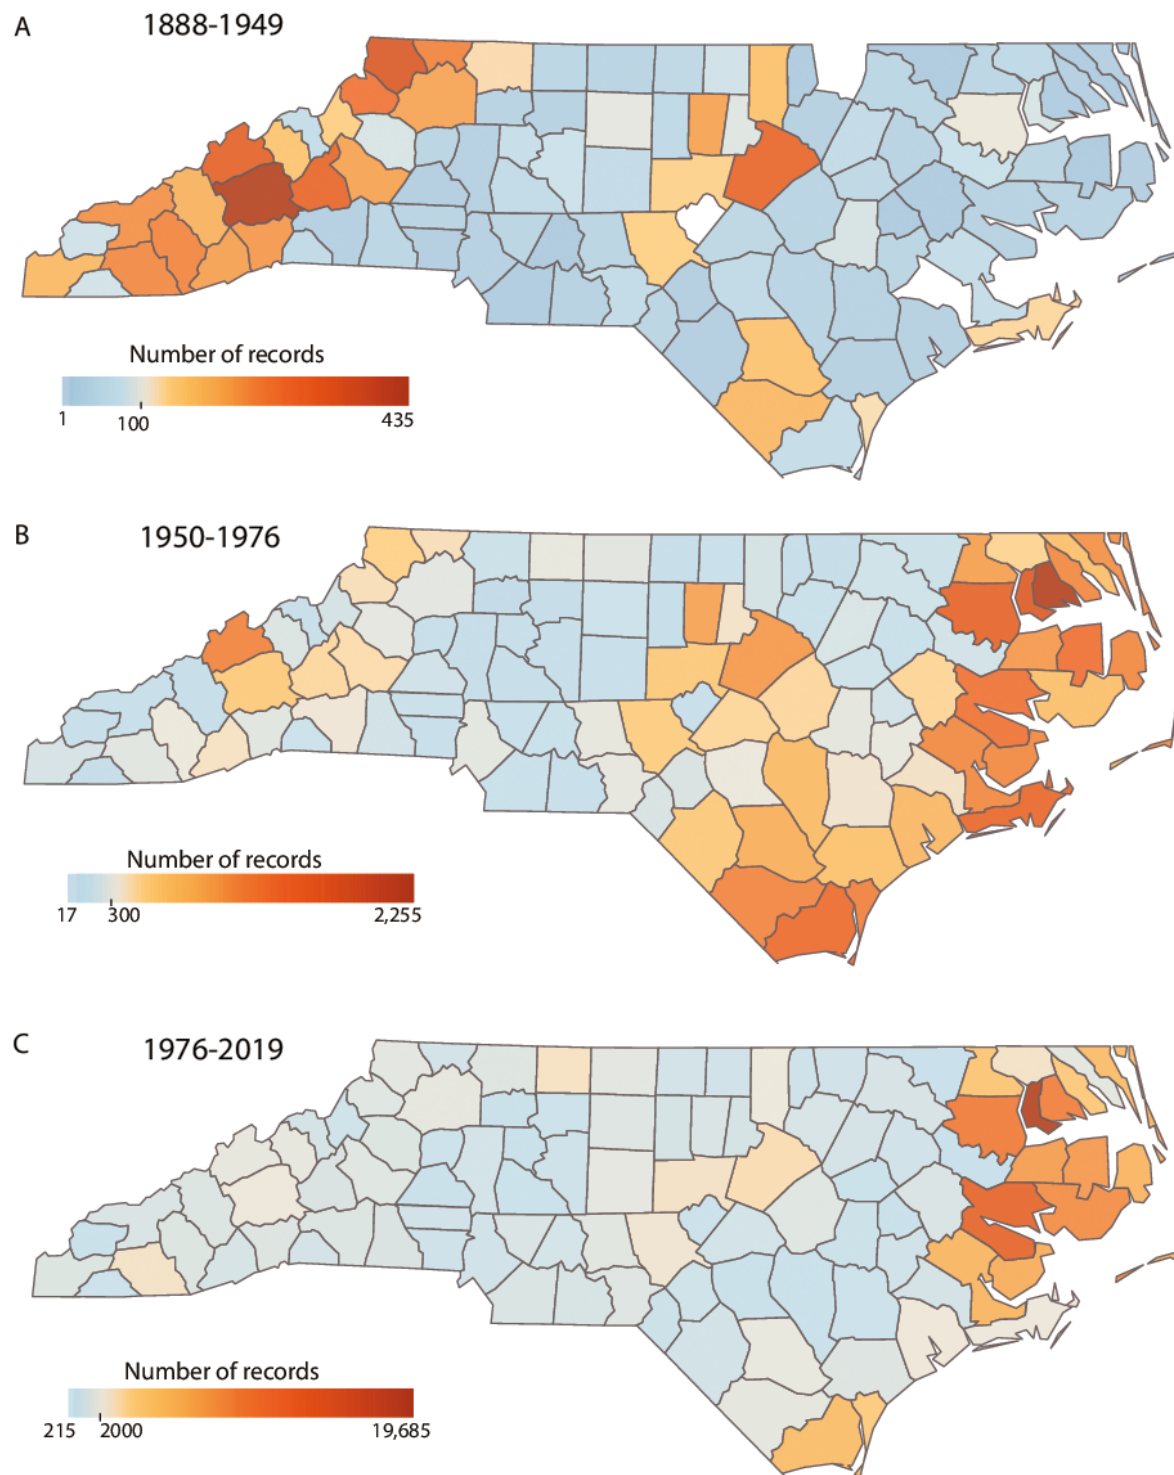 A 1888-1949
Number of records
1 100 435
B 1950-1976
Number of records
17 300 2,255
C 1976-2019
Number of records
215 2000 19,685